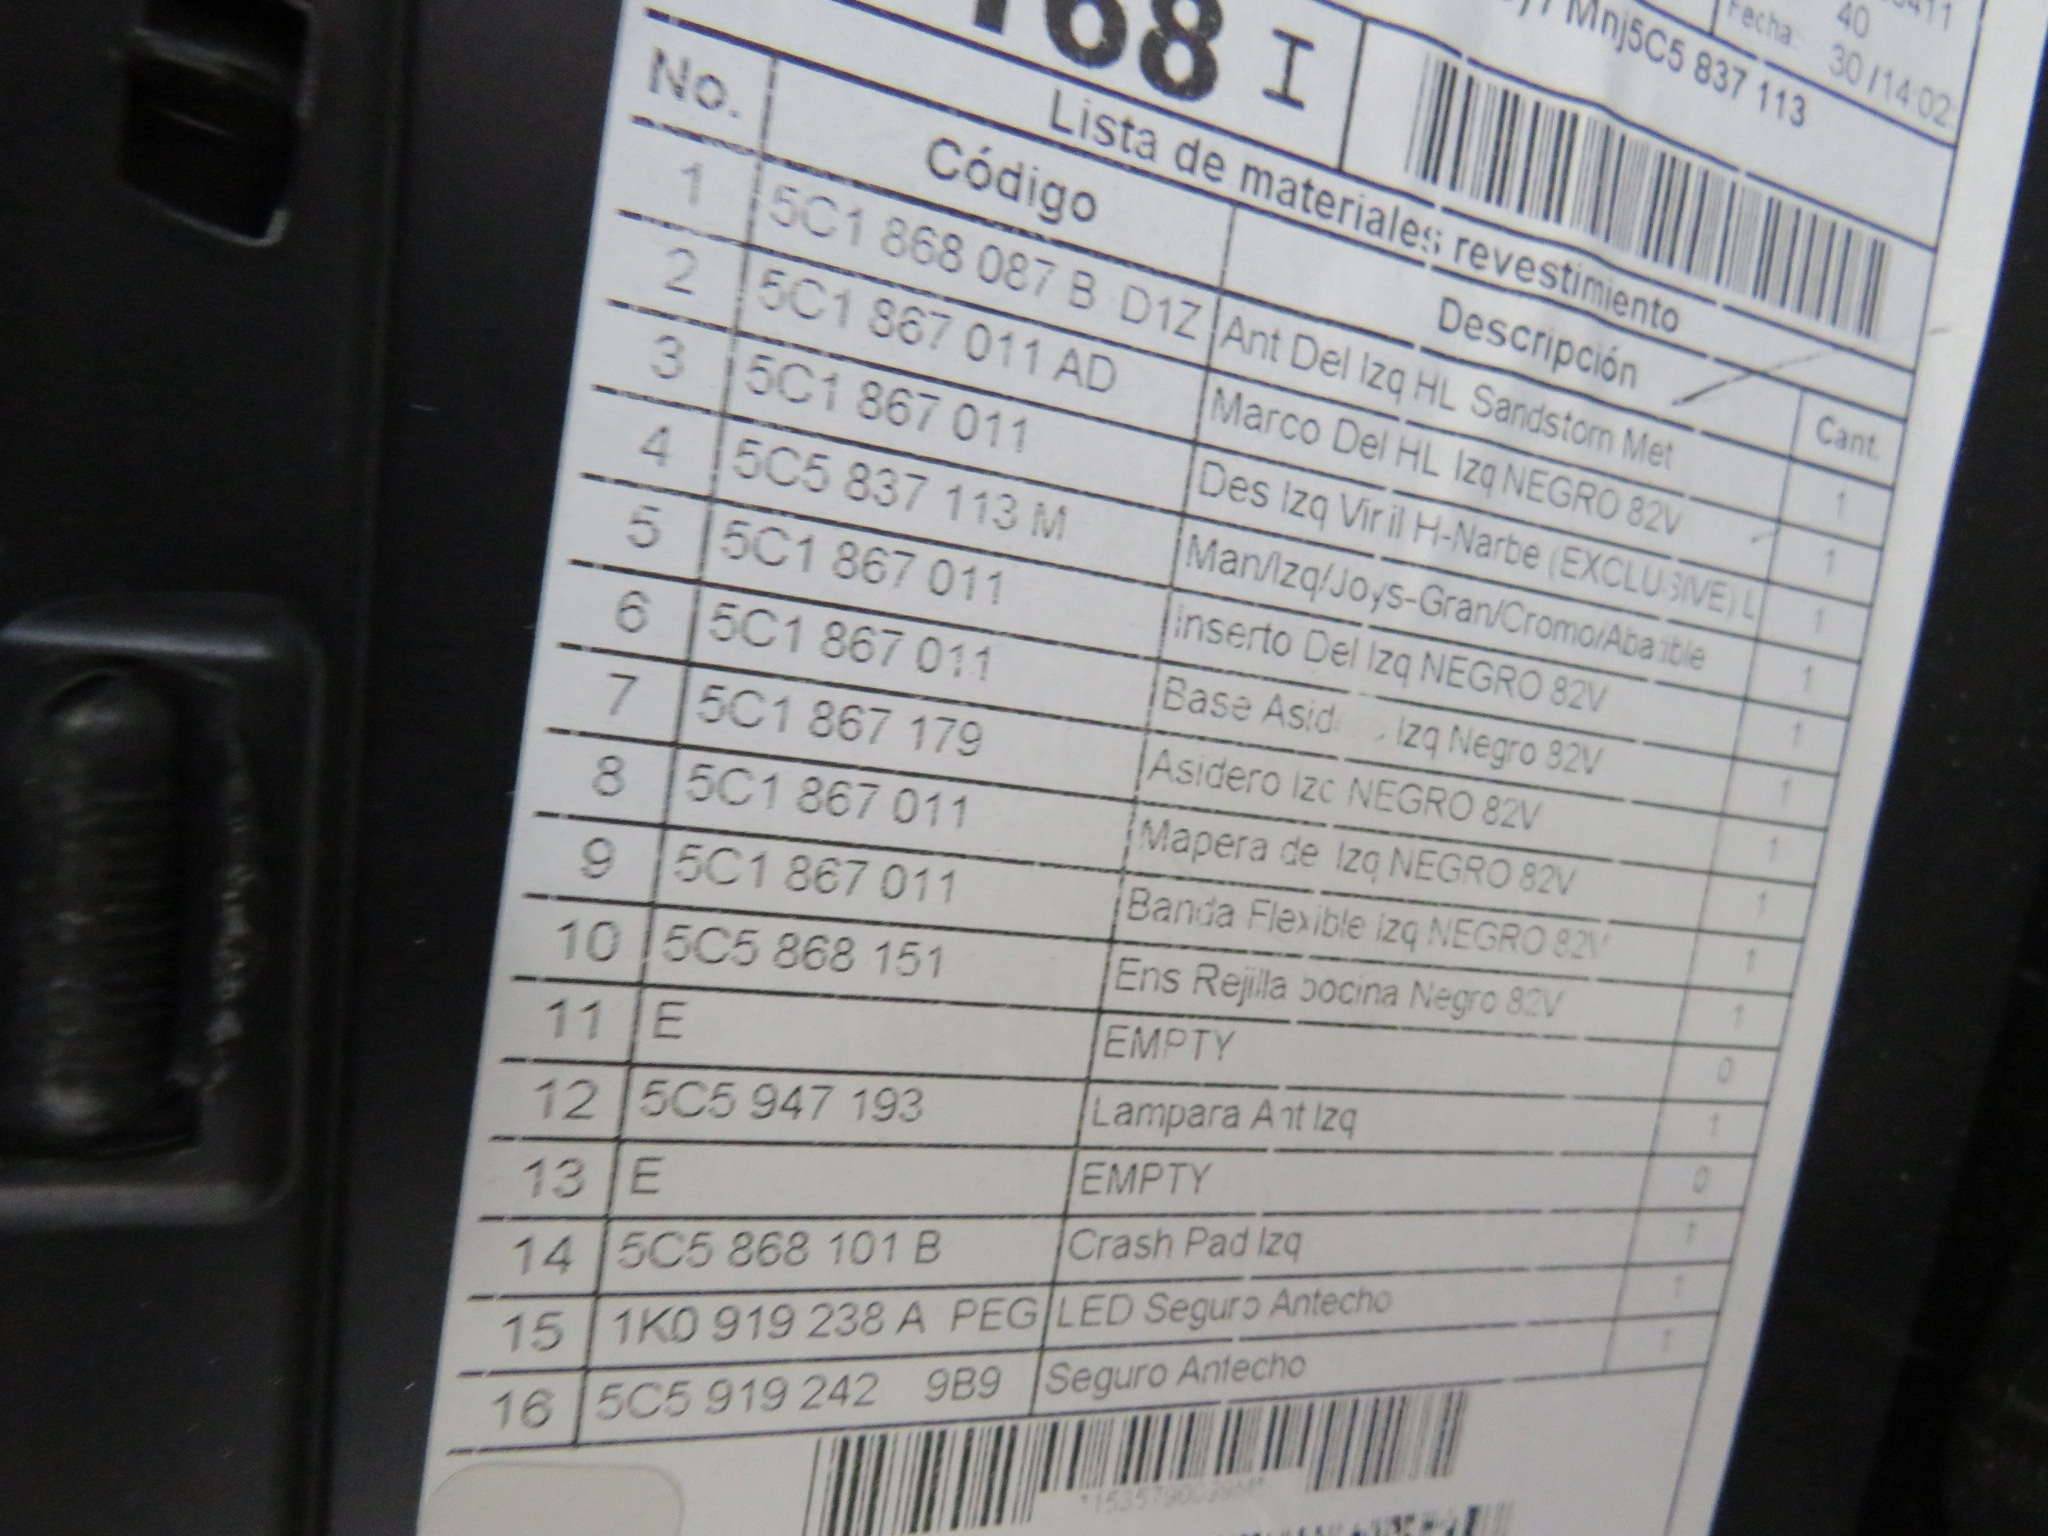 168 I
Mnj5C5 837 113
40
Fecha:
30 /14:02:
Lista de materiales revestimiento
No. Código Descripción Cant.
1 5C1 868 087 B D1Z Ant Del Izq HL Sandstorn Met 1
2 5C1 867 011 AD Marco Del HL Izq NEGRO 82V 1
3 5C1 867 011 Des Izq Viril H-Narbe (EXCLUSIVE) L 1
4 5C5 837 113 M Man/Izq/Joys-Gran/Cromo/Abatible 1
5 5C1 867 011 Inserto Del Izq NEGRO 82V 1
6 5C1 867 011 Base Asid Izq Negro 82V 1
7 5C1 867 179 Asidero Izq NEGRO 82V 1
8 5C1 867 011 Mapera de Izq NEGRO 82V 1
9 5C1 867 011 Banda Flexible Izq NEGRO 82V 1
10 5C5 868 151 Ens Rejilla bocina Negro 82V 1
11 E EMPTY 0
12 5C5 947 193 Lampara Ant Izq 1
13 E EMPTY 0
14 5C5 868 101 B Crash Pad Izq 1
15 1K0 919 238 A PEG LED Seguro Antecho 1
16 5C5 919 242 9B9 Seguro Antecho 1